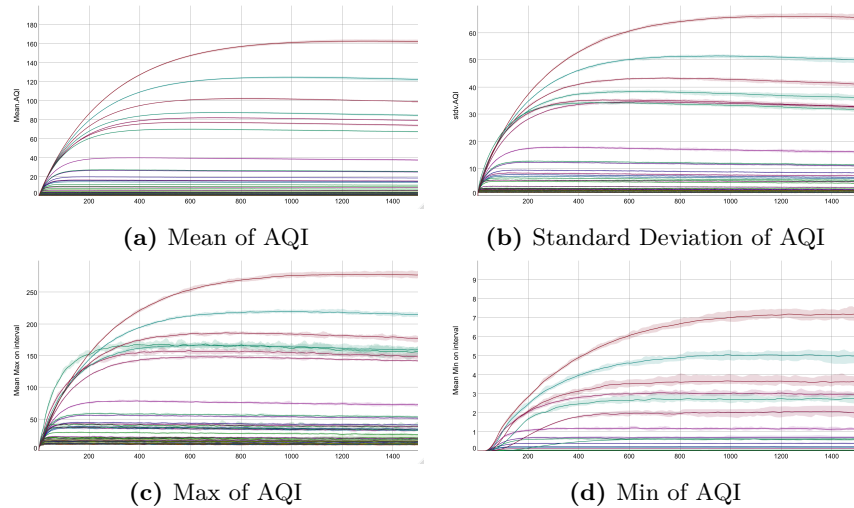 180
160
140
120
100
80
60
40
20
0
Mean AQI
200 400 600 800 1000 1200 1400
(a) Mean of AQI
60
50
40
30
20
10
0
stdv.AQI
200 400 600 800 1000 1200 1400
(b) Standard Deviation of AQI
250
200
150
100
50
0
Mean Max on interval
200 400 600 800 1000 1200 1400
(c) Max of AQI
9
8
7
6
5
4
3
2
1
0
Mean Min on interval
200 400 600 800 1000 1200 1400
(d) Min of AQI